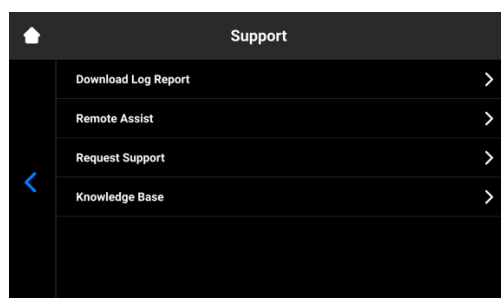 Support
Download Log Report
Remote Assist
Request Support
Knowledge Base